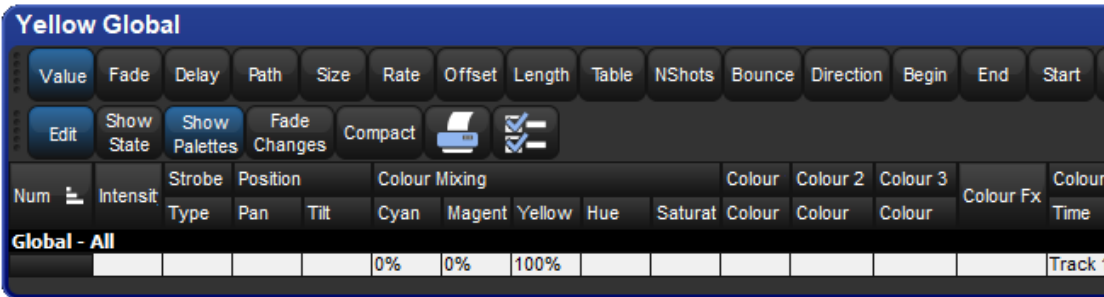 Yellow Global
Value Fade Delay Path Size Rate Offset Length Table NShots Bounce Direction Begin End Start
Edit Show State Show Palettes Fade Changes Compact
Num Intensit Strobe Position Colour Mixing Colour Colour 2 Colour 3 Colour Fx Colour
Type Pan Tilt Cyan Magent Yellow Hue Saturat Colour Colour Colour Time
Global - All
0% 0% 100% Track